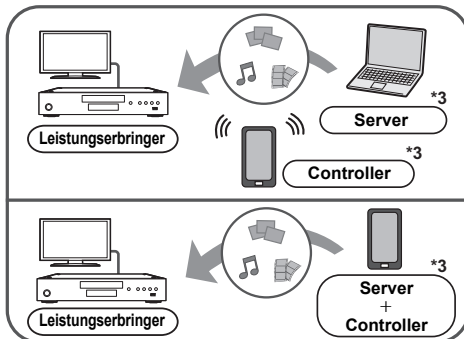 *3
Server
Leistungserbringer
*3
Controller
*3
Server
+
Controller
Leistungserbringer